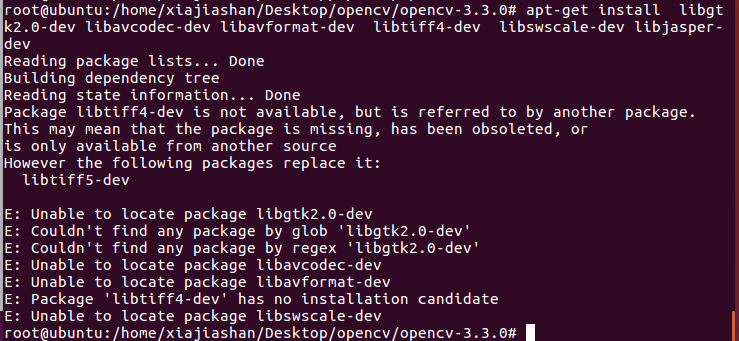 root@ubuntu:/home/xiajiashan/Desktop/opencv/opencv-3.3.0# apt-get install  libgt
k2.0-dev libavcodec-dev libavformat-dev  libtiff4-dev  libswscale-dev libjasper-
dev
Reading package lists... Done
Building dependency tree
Reading state information... Done
Package libtiff4-dev is not available, but is referred to by another package.
This may mean that the package is missing, has been obsoleted, or
is only available from another source
However the following packages replace it:
  libtiff5-dev

E: Unable to locate package libgtk2.0-dev
E: Couldn't find any package by glob 'libgtk2.0-dev'
E: Couldn't find any package by regex 'libgtk2.0-dev'
E: Unable to locate package libavcodec-dev
E: Unable to locate package libavformat-dev
E: Package 'libtiff4-dev' has no installation candidate
E: Unable to locate package libswscale-dev
root@ubuntu:/home/xiajiashan/Desktop/opencv/opencv-3.3.0#